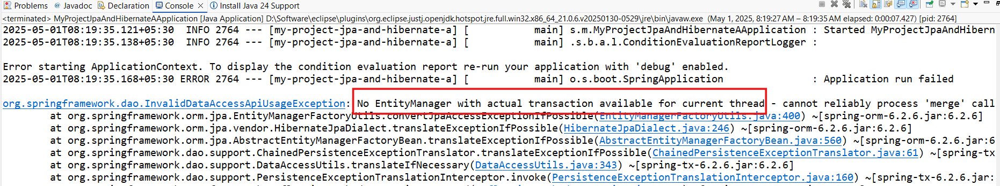 Problems @ Javadoc Declaration Console × Install Java 24 Support
<terminated> MyProjectJpaAndHibernateAApplication [Java Application] D:\Software\eclipse\plugins\org.eclipse.justj.openjdk.hotspot.jre.full.win32.x86_64_21.0.6.v20250130-0529\jre\bin\javaw.exe (May 1, 2025, 8:19:27 AM – 8:19:35 AM elapsed: 0:00:07.427) [pid: 2764]
2025-05-01T08:19:35.121+05:30  INFO 2764 --- [my-project-jpa-and-hibernate-a] [           main] s.m.MyProjectJpaAndHibernateAApplication : Started MyProjectJpaAndHibern
2025-05-01T08:19:35.138+05:30  INFO 2764 --- [my-project-jpa-and-hibernate-a] [           main] .s.b.a.l.ConditionEvaluationReportLogger :
Error starting ApplicationContext. To display the condition evaluation report re-run your application with 'debug' enabled.
2025-05-01T08:19:35.168+05:30 ERROR 2764 --- [my-project-jpa-and-hibernate-a] [           main] o.s.boot.SpringApplication               : Application run failed
org.springframework.dao.InvalidDataAccessApiUsageException: No EntityManager with actual transaction available for current thread - cannot reliably process 'merge' call
at org.springframework.orm.jpa.EntityManagerFactoryUtils.convertJpaAccessExceptionIfPossible(EntityManagerFactoryUtils.java:400) ~[spring-orm-6.2.6.jar:6.2.6]
at org.springframework.orm.jpa.vendor.HibernateJpaDialect.translateExceptionIfPossible(HibernateJpaDialect.java:246) ~[spring-orm-6.2.6.jar:6.2.6]
at org.springframework.orm.jpa.AbstractEntityManagerFactoryBean.translateExceptionIfPossible(AbstractEntityManagerFactoryBean.java:560) ~[spring-orm-6.2.6.jar:6
at org.springframework.dao.support.ChainedPersistenceExceptionTranslator.translateExceptionIfPossible(ChainedPersistenceExceptionTranslator.java:61) ~[spring-tx
at org.springframework.dao.support.DataAccessUtils.translateIfNecessary(DataAccessUtils.java:343) ~[spring-tx-6.2.6.jar:6.2.6]
at org.springframework.dao.support.PersistenceExceptionTranslationInterceptor.invoke(PersistenceExceptionTranslationInterceptor.java:160) ~[spring-tx-6.2.6.jar: